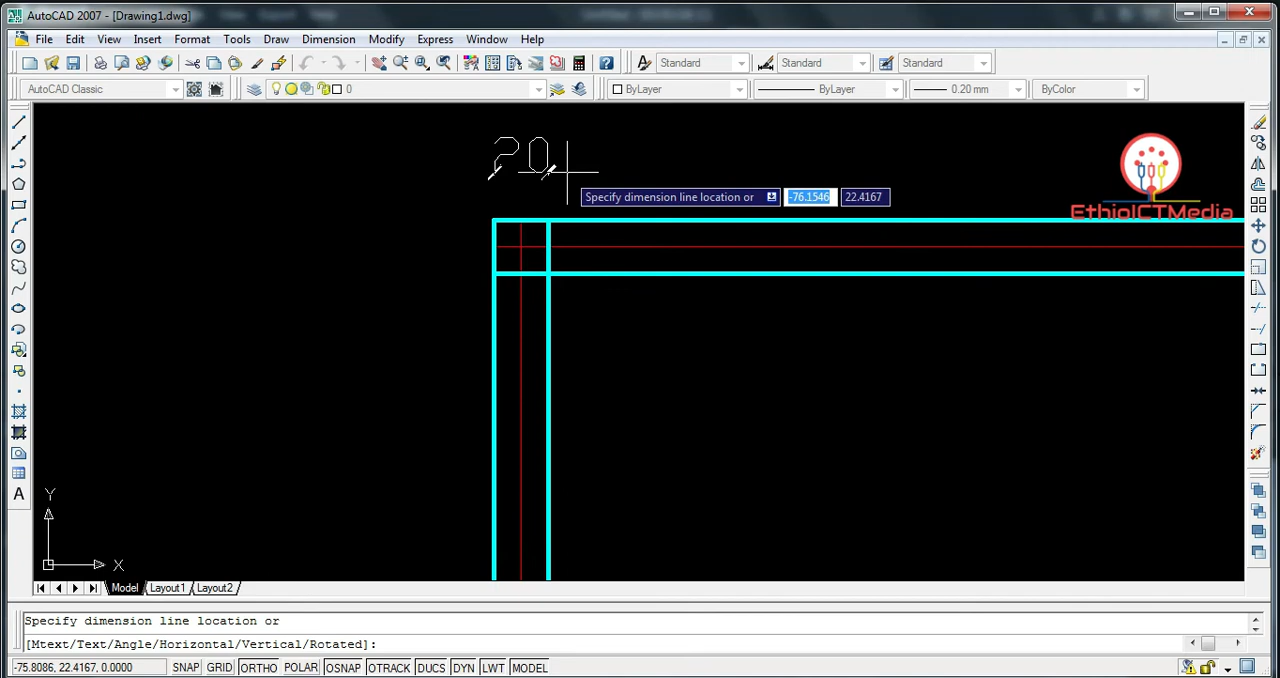 AutoCAD 2007 - [Drawing1.dwg]
File Edit View Insert Format Tools Draw Dimension Modify Express Window Help
Standard Standard Standard
AutoCAD Classic 0 ByLayer ByLayer 0.20 mm ByColor
20
Specify dimension line location or -76.1546 22.4167
EthioICTMedia
A
Y
X
Model Layout1 Layout2
Specify dimension line location or
[Mtext/Text/Angle/Horizontal/Vertical/Rotated]:
-75.8086, 22.4167, 0.0000 SNAP GRID ORTHO POLAR OSNAP OTRACK DUCS DYN LWT MODEL